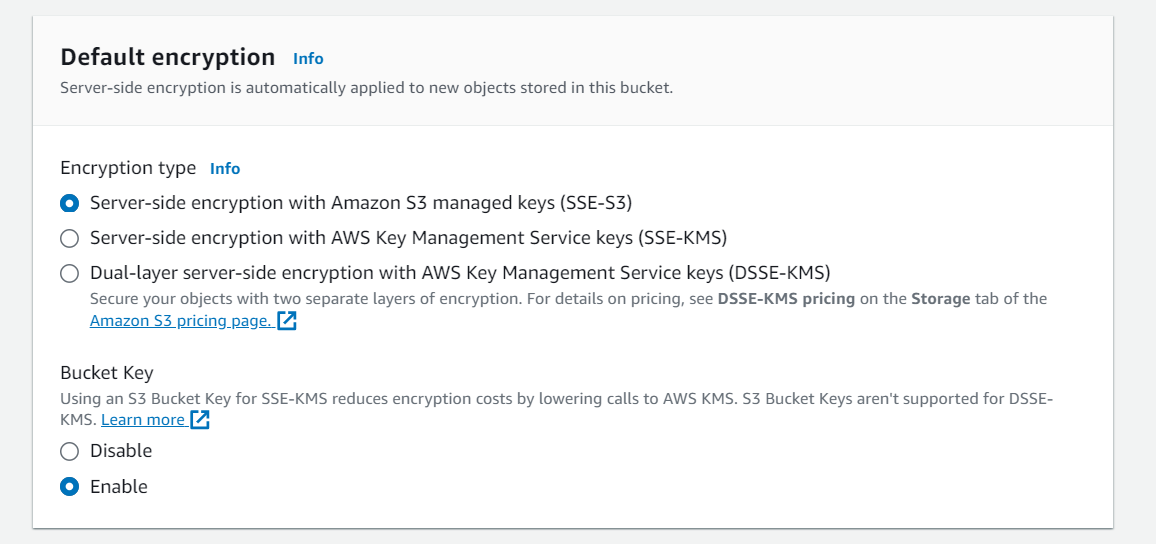 Default encryption Info
Server-side encryption is automatically applied to new objects stored in this bucket.
Encryption type Info
Server-side encryption with Amazon S3 managed keys (SSE-S3)
Server-side encryption with AWS Key Management Service keys (SSE-KMS)
Dual-layer server-side encryption with AWS Key Management Service keys (DSSE-KMS)
Secure your objects with two separate layers of encryption. For details on pricing, see DSSE-KMS pricing on the Storage tab of the
Amazon S3 pricing page.
Bucket Key
Using an S3 Bucket Key for SSE-KMS reduces encryption costs by lowering calls to AWS KMS. S3 Bucket Keys aren't supported for DSSE-
KMS. Learn more
Disable
Enable